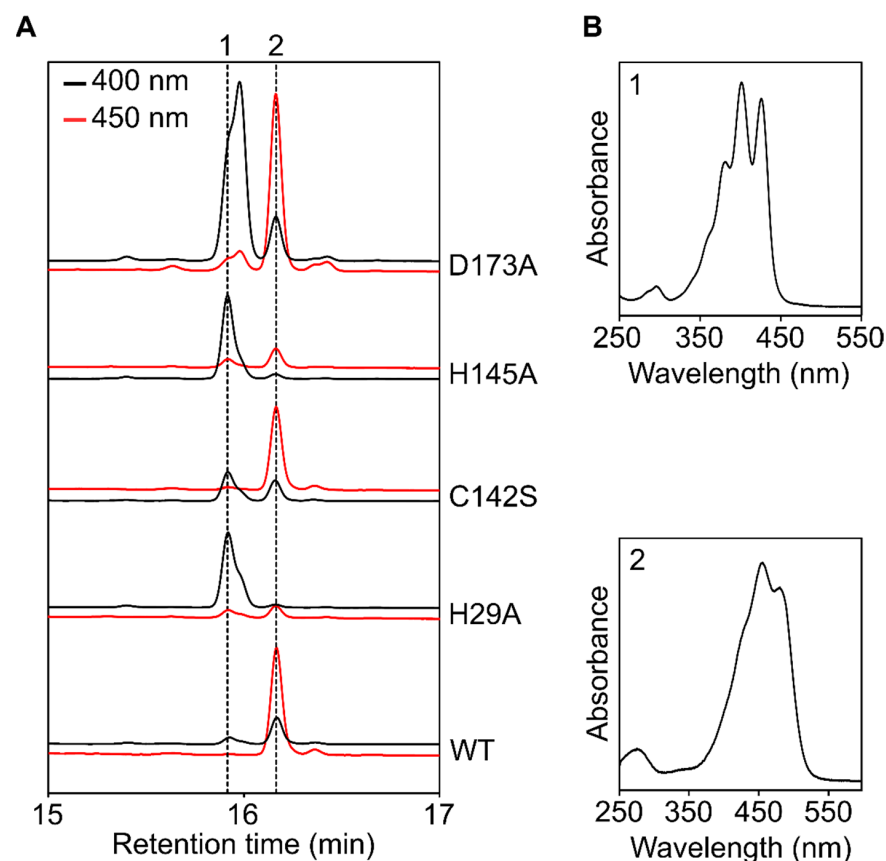 A
1 2
400 nm
450 nm
D173A
H145A
C142S
H29A
WT
15 16 17
Retention time (min)
B
1
Absorbance
250 350 450 550
Wavelength (nm)
2
Absorbance
250 350 450 550
Wavelength (nm)